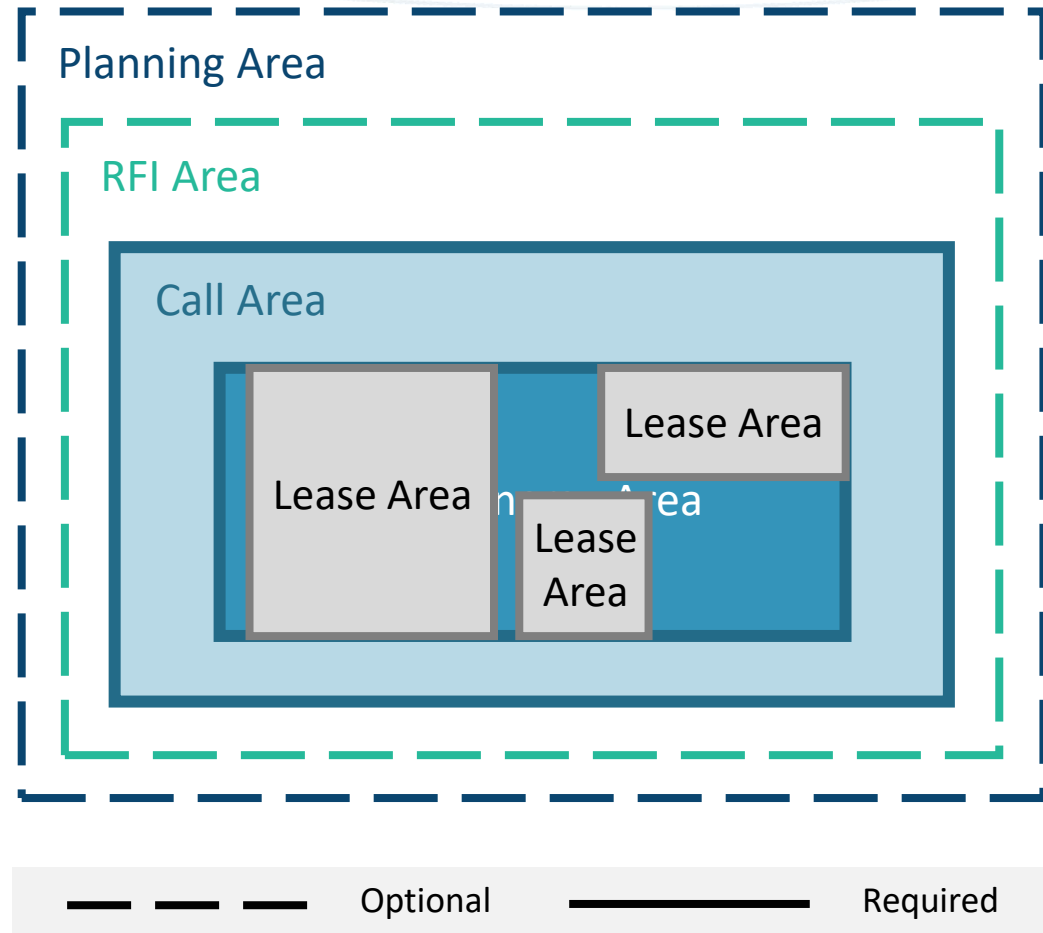 Planning Area
RFI Area
Call Area
Lease Area
Lease Area
Lease
Area
Optional
Required